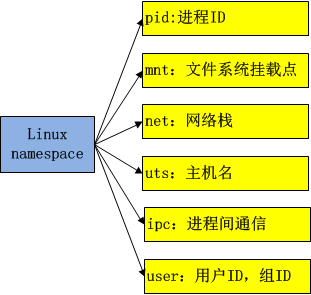 pid:进程ID
mnt：文件系统挂载点
net：网络栈
Linux
namespace
uts：主机名
ipc：进程间通信
user：用户ID，组ID